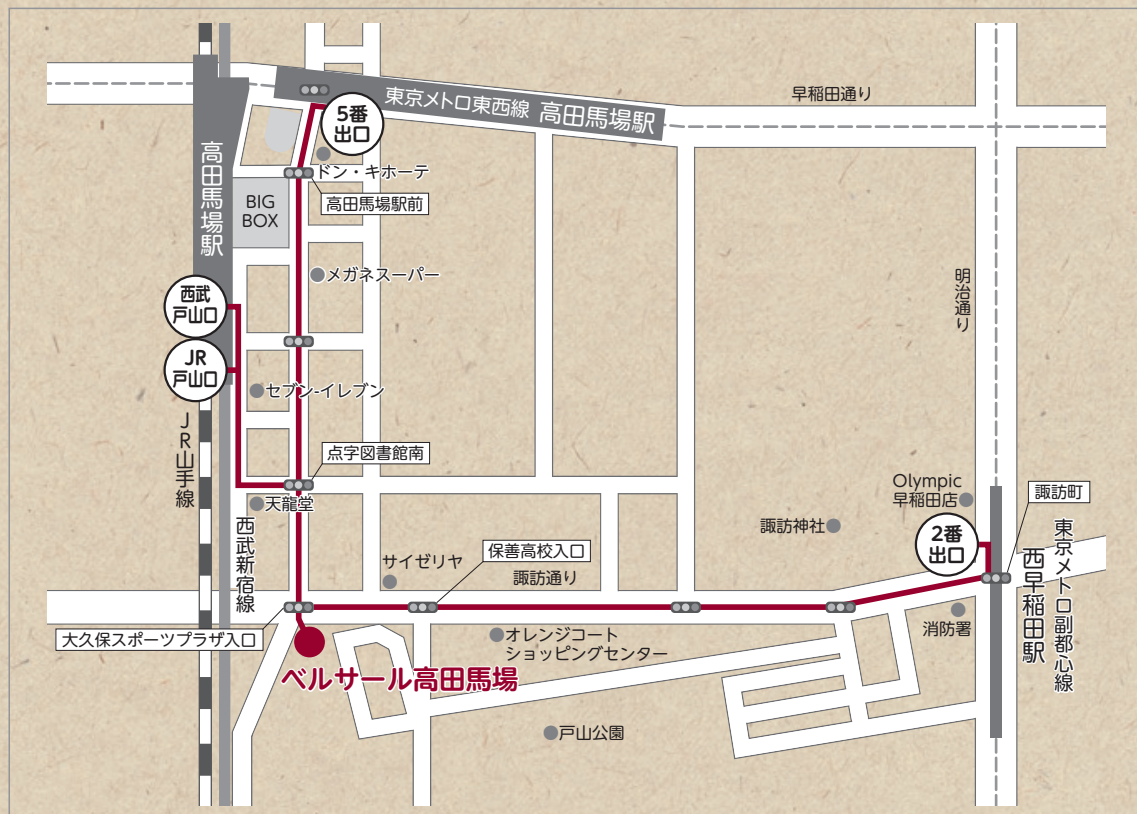 早稲田通り
東京メトロ東西線 高田馬場駅
5番
出口
高田馬場駅
ドン・キホーテ
BIG
BOX
高田馬場駅前
メガネスーパー
明治通り
西武
戸山口
JR
戸山口
セブン-イレブン
JR山手線
点字図書館南
天龍堂
西武新宿線
Olympic
早稲田店
諏訪町
諏訪神社
2番
出口
東京メトロ副都心線
西早稲田駅
保善高校入口
サイゼリヤ
諏訪通り
消防署
大久保スポーツプラザ入口
オレンジコート
ショッピングセンター
ベルサール高田馬場
戸山公園